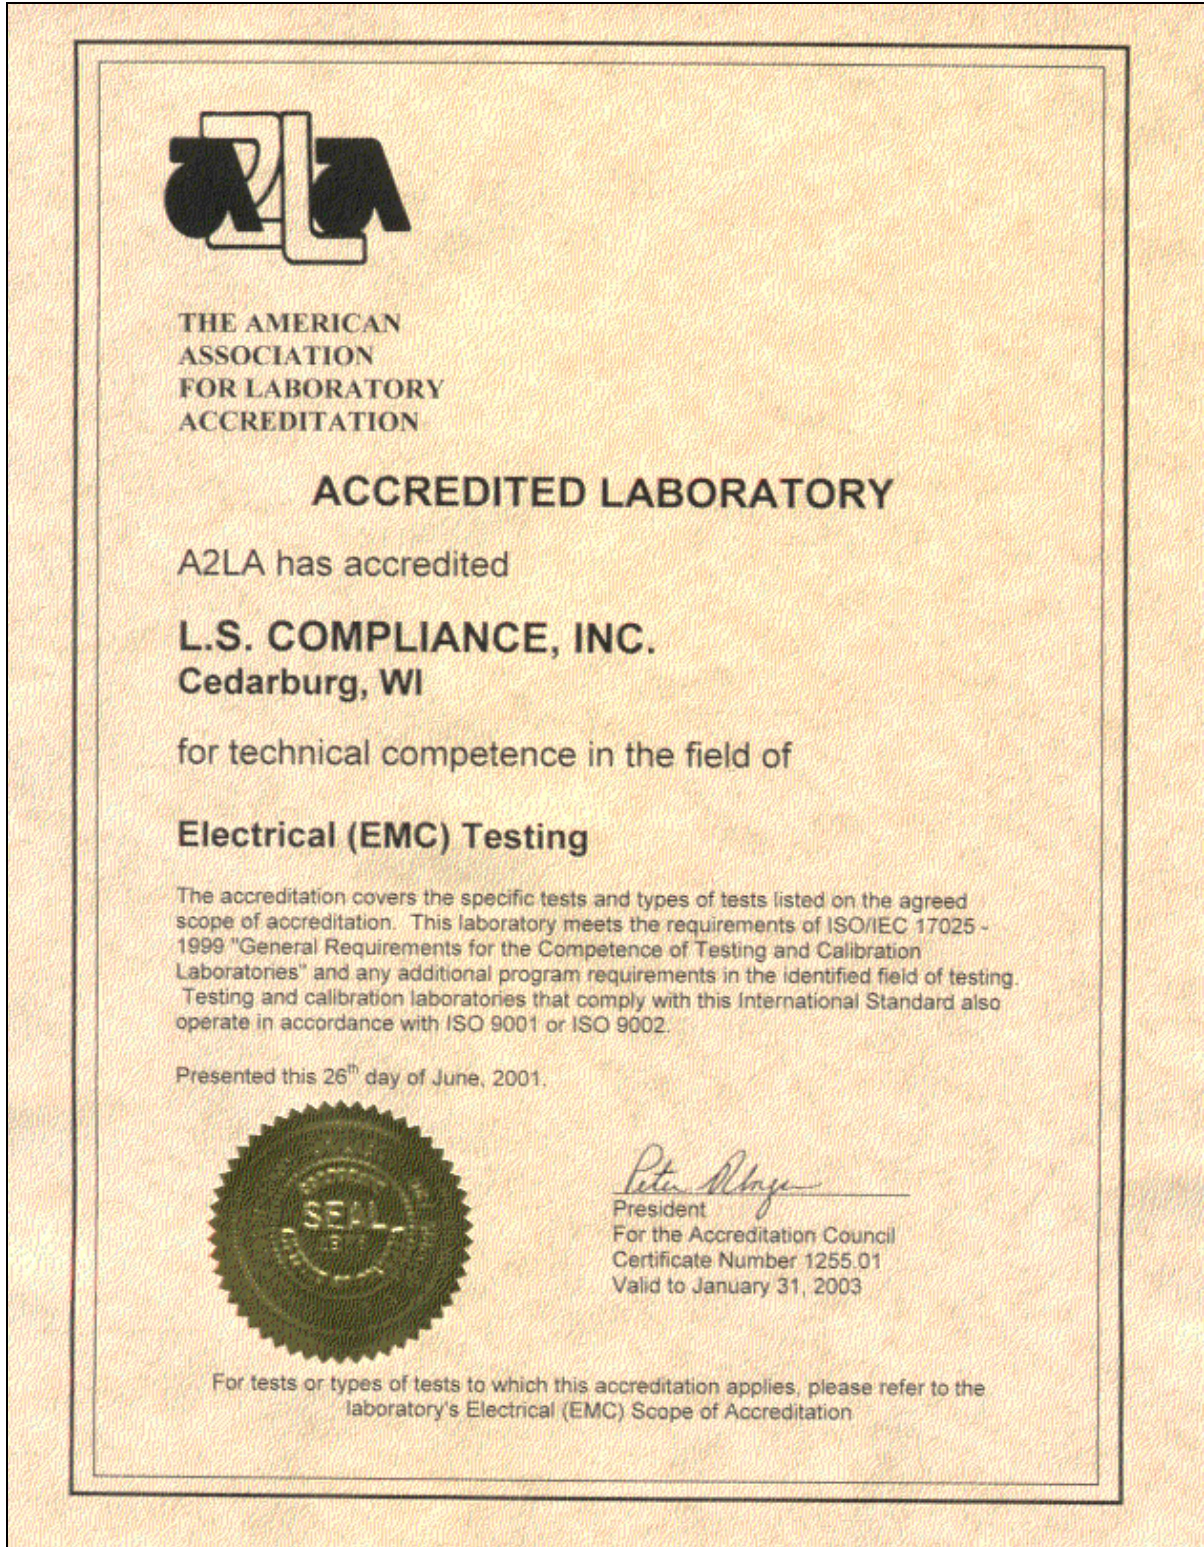 A2LA
THE AMERICAN
ASSOCIATION
FOR LABORATORY
ACCREDITATION
ACCREDITED LABORATORY
A2LA has accredited
L.S. COMPLIANCE, INC.
Cedarburg, WI
for technical competence in the field of
Electrical (EMC) Testing
The accreditation covers the specific tests and types of tests listed on the agreed
scope of accreditation. This laboratory meets the requirements of ISO/IEC 17025 -
1999 "General Requirements for the Competence of Testing and Calibration
Laboratories" and any additional program requirements in the identified field of testing.
Testing and calibration laboratories that comply with this International Standard also
operate in accordance with ISO 9001 or ISO 9002.
Presented this 26th day of June, 2001.
SEAL
Peter
President
For the Accreditation Council
Certificate Number 1255.01
Valid to January 31, 2003
For tests or types of tests to which this accreditation applies, please refer to the
laboratory's Electrical (EMC) Scope of Accreditation